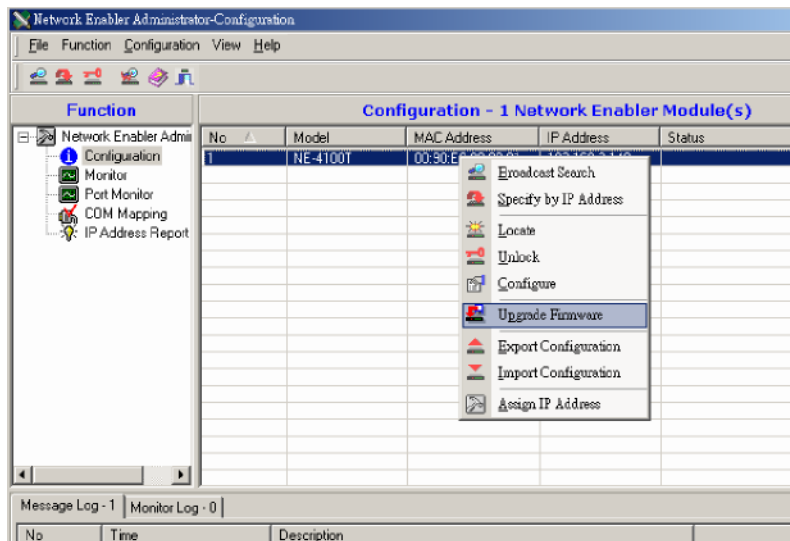 Network Enabler Administrator-Configuration
File Function Configuration View Help
Function
Configuration - 1 Network Enabler Module(s)
Network Enabler Admi
Configuration
Monitor
Port Monitor
COM Mapping
IP Address Report
No Model MAC Address IP Address Status
1 NE-4100T
Broadcast Search
Specify by IP Address
Locate
Unlock
Configure
Upgrade Firmware
Export Configuration
Import Configuration
Assign IP Address
Message Log - 1 Monitor Log - 0
No Time Description